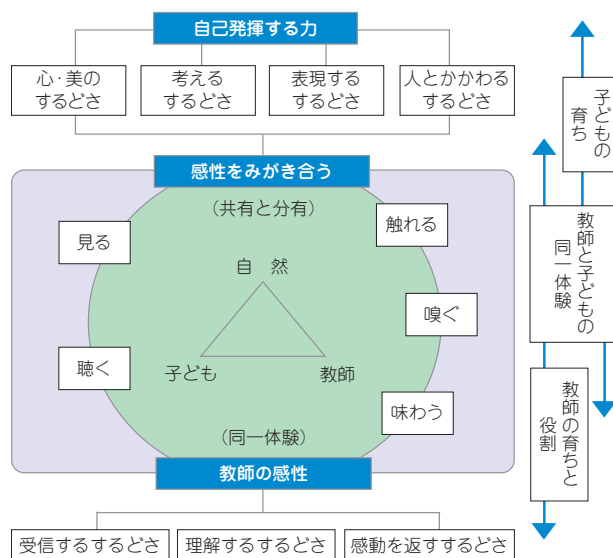 自己発揮する力
心・美の
するどさ
考える
するどさ
表現する
するどさ
人とかかわる
するどさ
感性をみがき合う
(共有と分有)
見る
触れる
自 然
嗅ぐ
聴く
子ども
教師
味わう
(同一体験)
教師の感性
受信するするどさ
理解するするどさ
感動を返すするどさ
子どもの
育ち
教師と子どもの
同一体験
教師の育ちと
役割